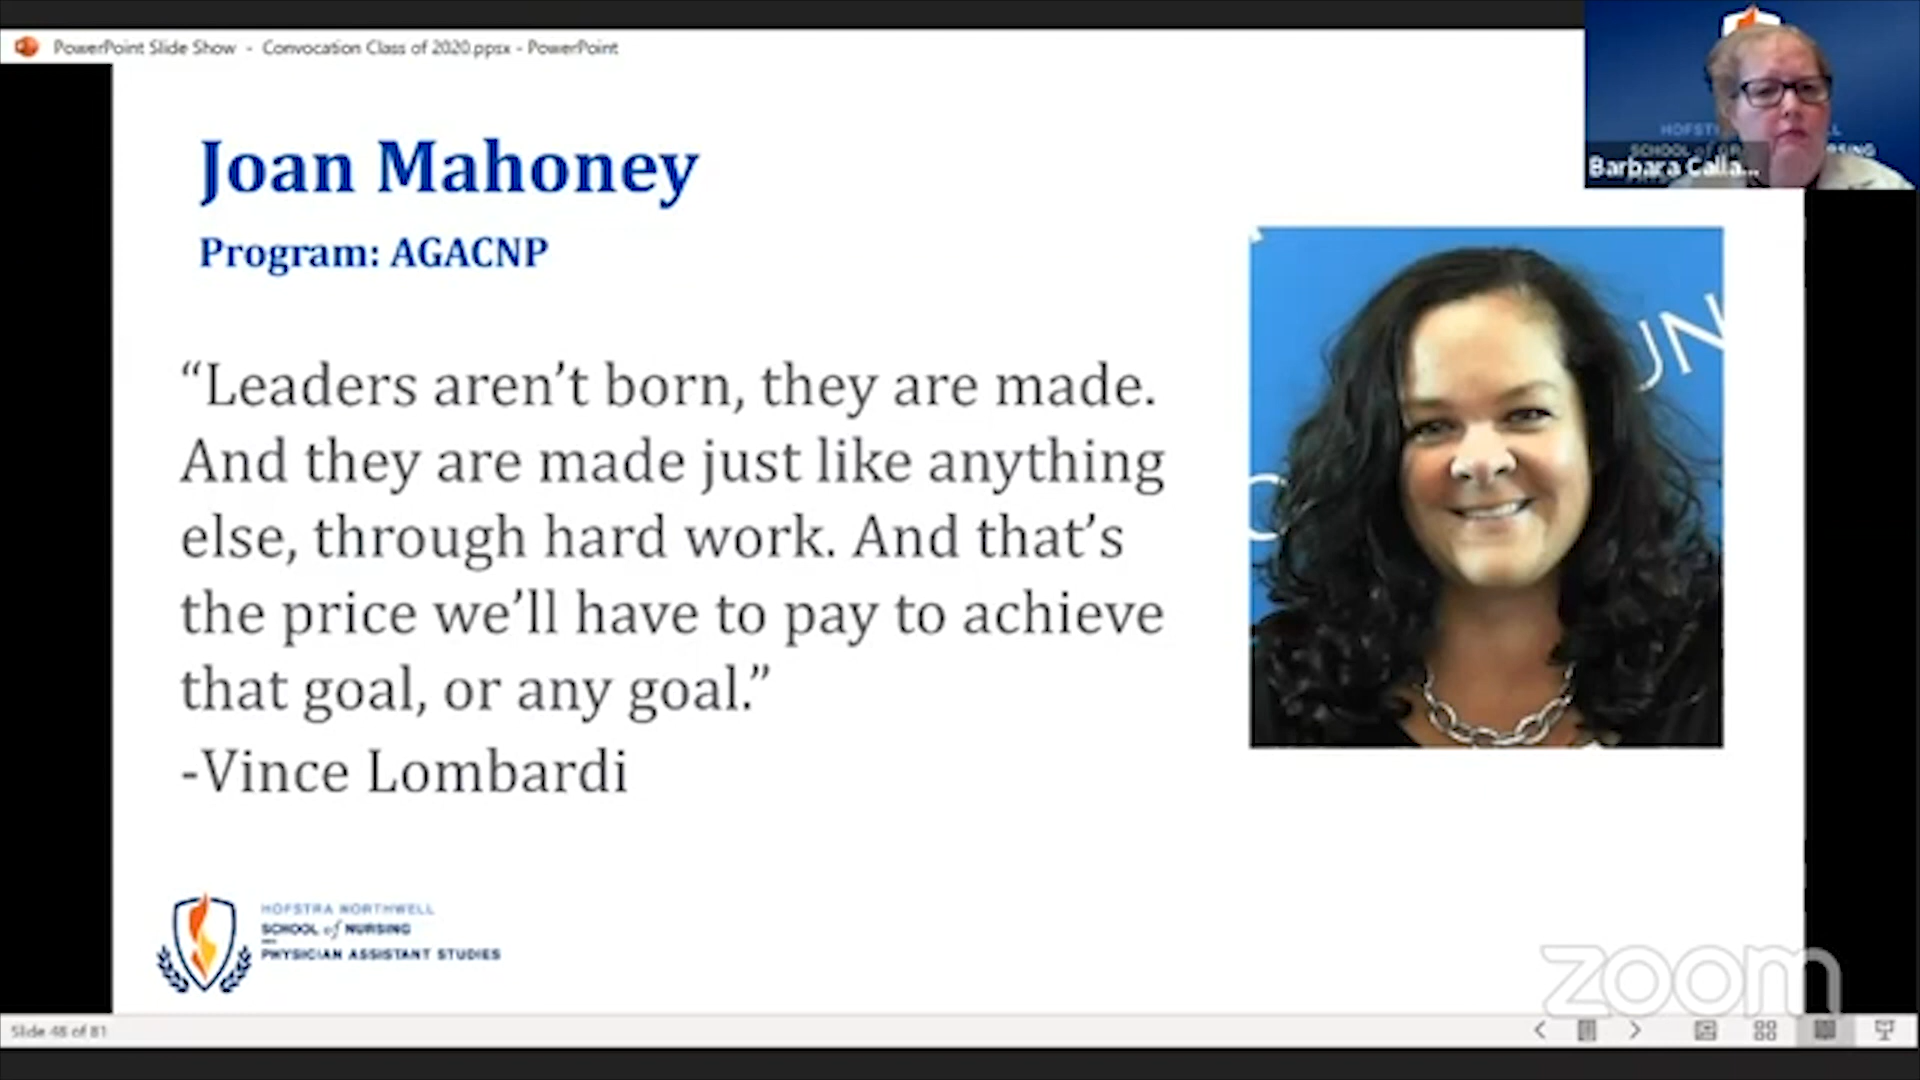 PowerPoint Slide Show - Convocation Class of 2020.ppsx - PowerPoint
Barbara Calla...
Joan Mahoney
Program: AGACNP
“Leaders aren’t born, they are made.
And they are made just like anything
else, through hard work. And that’s
the price we’ll have to pay to achieve
that goal, or any goal.”
-Vince Lombardi
UN
HOFSTRA NORTHWELL
SCHOOL of NURSING
AND
PHYSICIAN ASSISTANT STUDIES
zoom
Slide 48 of 81